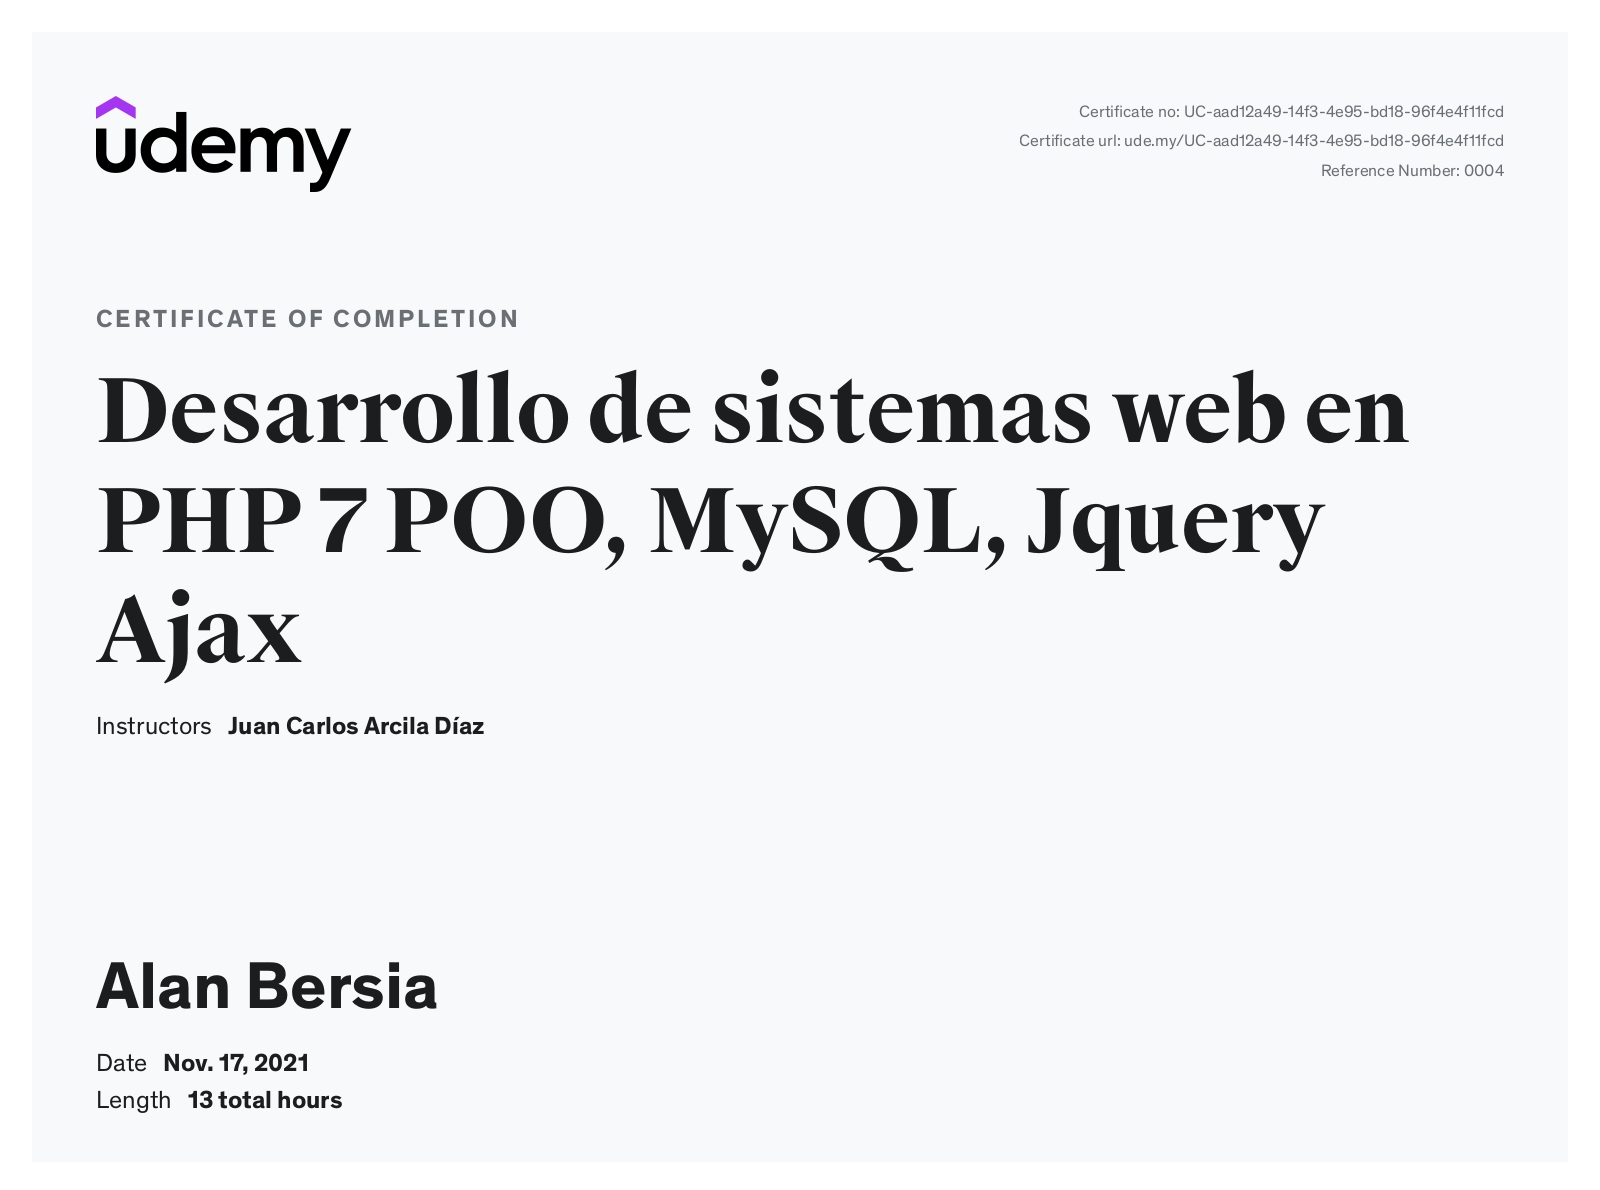 udemy
Certificate no: UC-aad12a49-14f3-4e95-bd18-96f4e4f11fcd
Certificate url: ude.my/UC-aad12a49-14f3-4e95-bd18-96f4e4f11fcd
Reference Number: 0004
CERTIFICATE OF COMPLETION
Desarrollo de sistemas web en
PHP 7 POO, MySQL, Jquery
Ajax
Instructors Juan Carlos Arcila Díaz
Alan Bersia
Date Nov. 17, 2021
Length 13 total hours